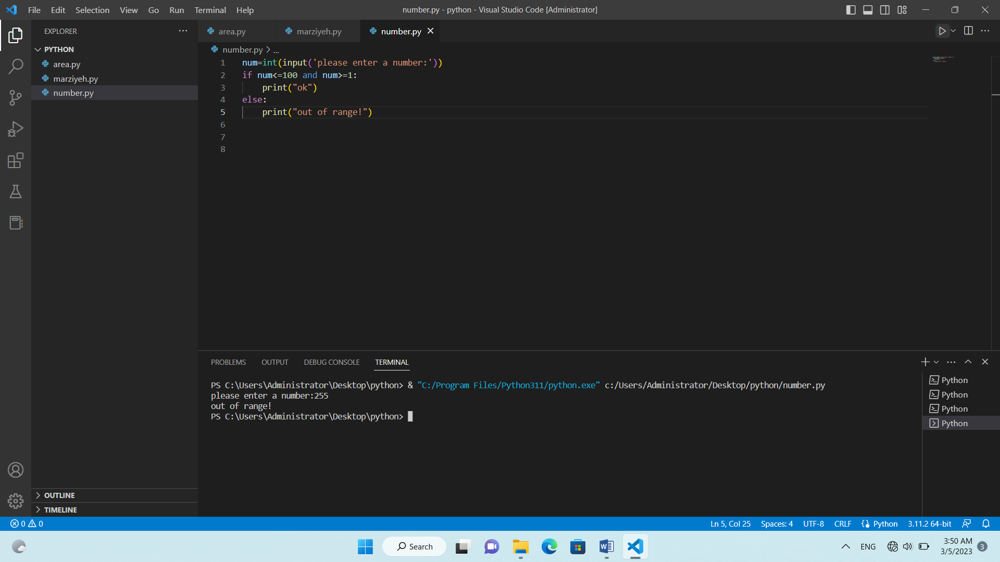 File Edit Selection View Go Run Terminal Help
number.py - python - Visual Studio Code [Administrator]
EXPLORER
PYTHON
area.py
marziyeh.py
number.py
OUTLINE
TIMELINE
area.py marziyeh.py number.py
number.py > ...
1 num=int(input('please enter a number:'))
2 if num<=100 and num>=1:
3     print("ok")
4 else:
5     print("out of range!")
6
7
8
PROBLEMS OUTPUT DEBUG CONSOLE TERMINAL
PS C:\Users\Administrator\Desktop\python> & "C:/Program Files/Python311/python.exe" c:/Users/Administrator/Desktop/python/number.py
please enter a number:255
out of range!
PS C:\Users\Administrator\Desktop\python>
Python
Python
Python
Python
0 0 Ln 5, Col 25 Spaces: 4 UTF-8 CRLF Python 3.11.2 64-bit
Search
ENG
3:50 AM
3/5/2023
3